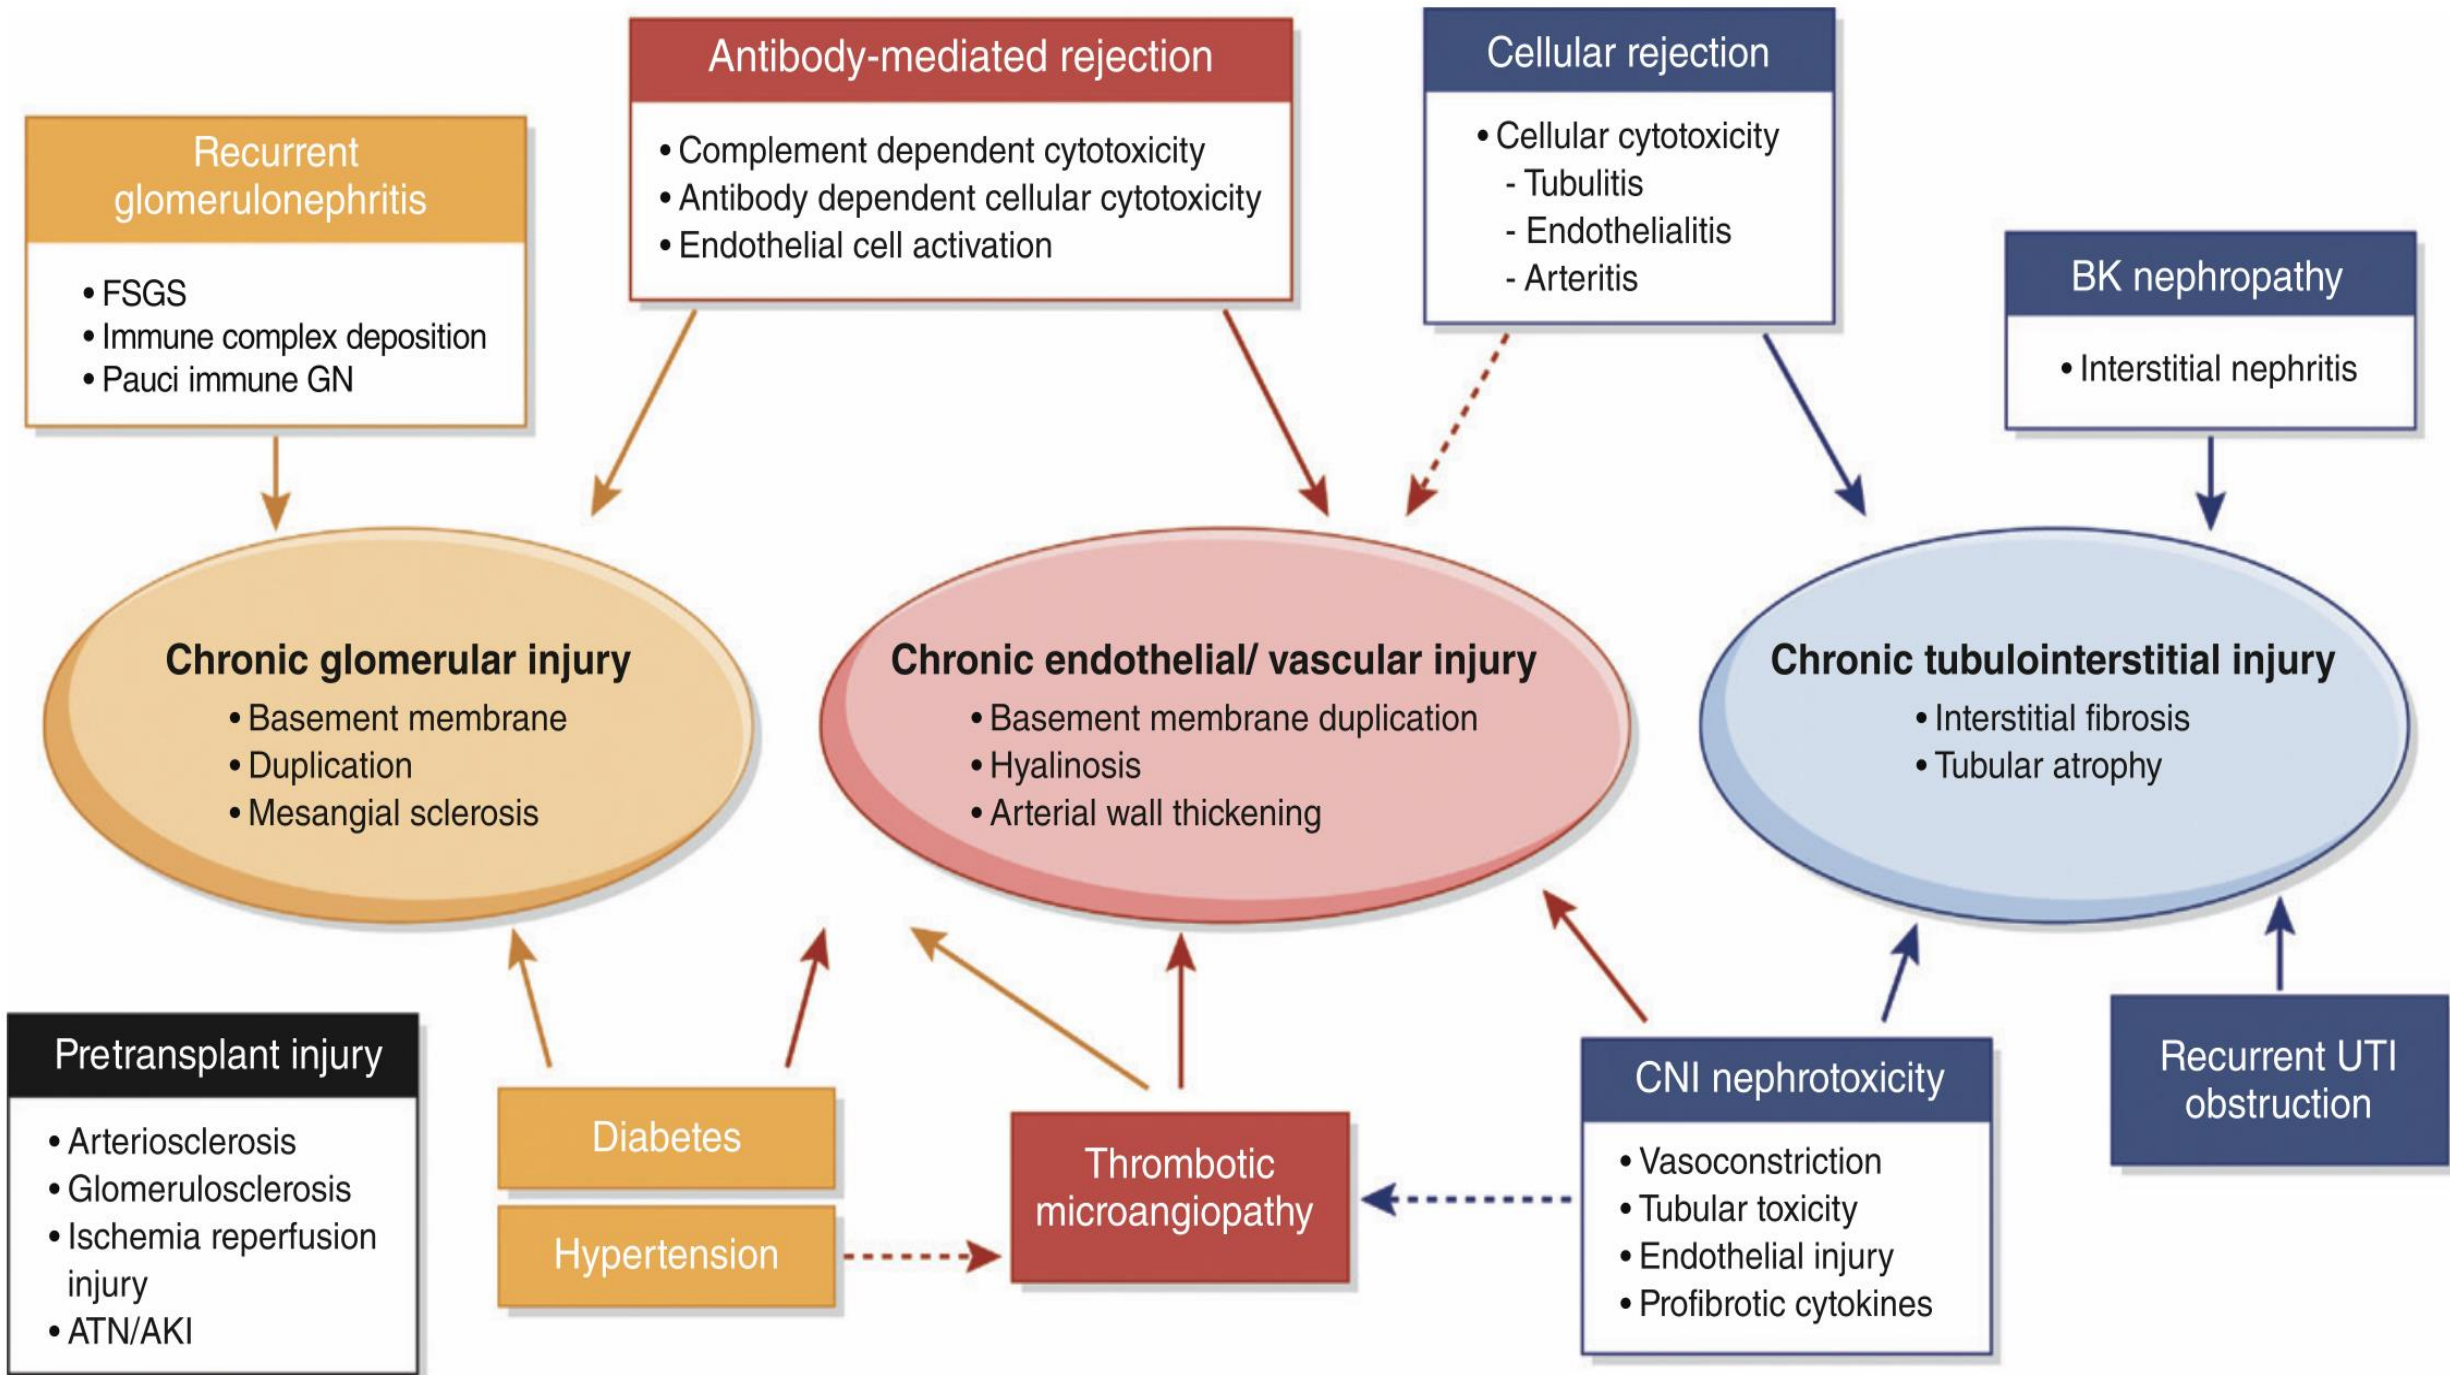 Antibody-mediated rejection
• Complement dependent cytotoxicity
• Antibody dependent cellular cytotoxicity
• Endothelial cell activation
Cellular rejection
• Cellular cytotoxicity
- Tubulitis
- Endothelialitis
- Arteritis
Recurrent
glomerulonephritis
• FSGS
• Immune complex deposition
• Pauci immune GN
BK nephropathy
• Interstitial nephritis
Chronic glomerular injury
• Basement membrane
• Duplication
• Mesangial sclerosis
Chronic endothelial/ vascular injury
• Basement membrane duplication
• Hyalinosis
• Arterial wall thickening
Chronic tubulointerstitial injury
• Interstitial fibrosis
• Tubular atrophy
Pretransplant injury
• Arteriosclerosis
• Glomerulosclerosis
• Ischemia reperfusion
injury
• ATN/AKI
Diabetes
Hypertension
Thrombotic
microangiopathy
CNI nephrotoxicity
• Vasoconstriction
• Tubular toxicity
• Endothelial injury
• Profibrotic cytokines
Recurrent UTI
obstruction